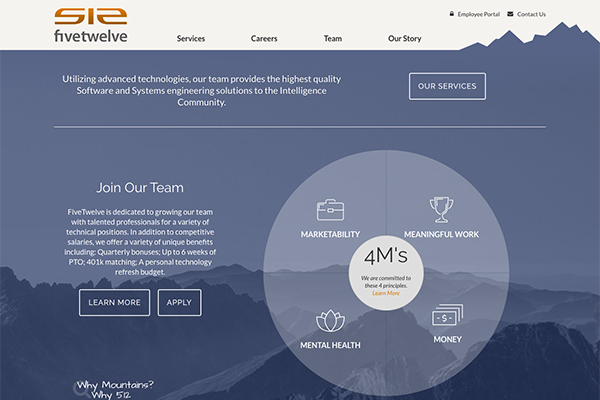 512
fivetwelve
Employee Portal
Contact Us
Services
Careers
Team
Our Story
Utilizing advanced technologies, our team provides the highest quality
Software and Systems engineering solutions to the Intelligence
Community.
OUR SERVICES
Join Our Team
FiveTwelve is dedicated to growing our team
with talented professionals for a variety of
technical positions. In addition to competitive
salaries, we offer a variety of unique benefits
including: Quarterly bonuses; Up to 6 weeks of
PTO; 401k matching; A personal technology
refresh budget.
LEARN MORE
APPLY
MARKETABILITY
MEANINGFUL WORK
4M's
We are committed to
these 4 principles.
Learn More
MENTAL HEALTH
-$-
MONEY
Why Mountains?
Why 512